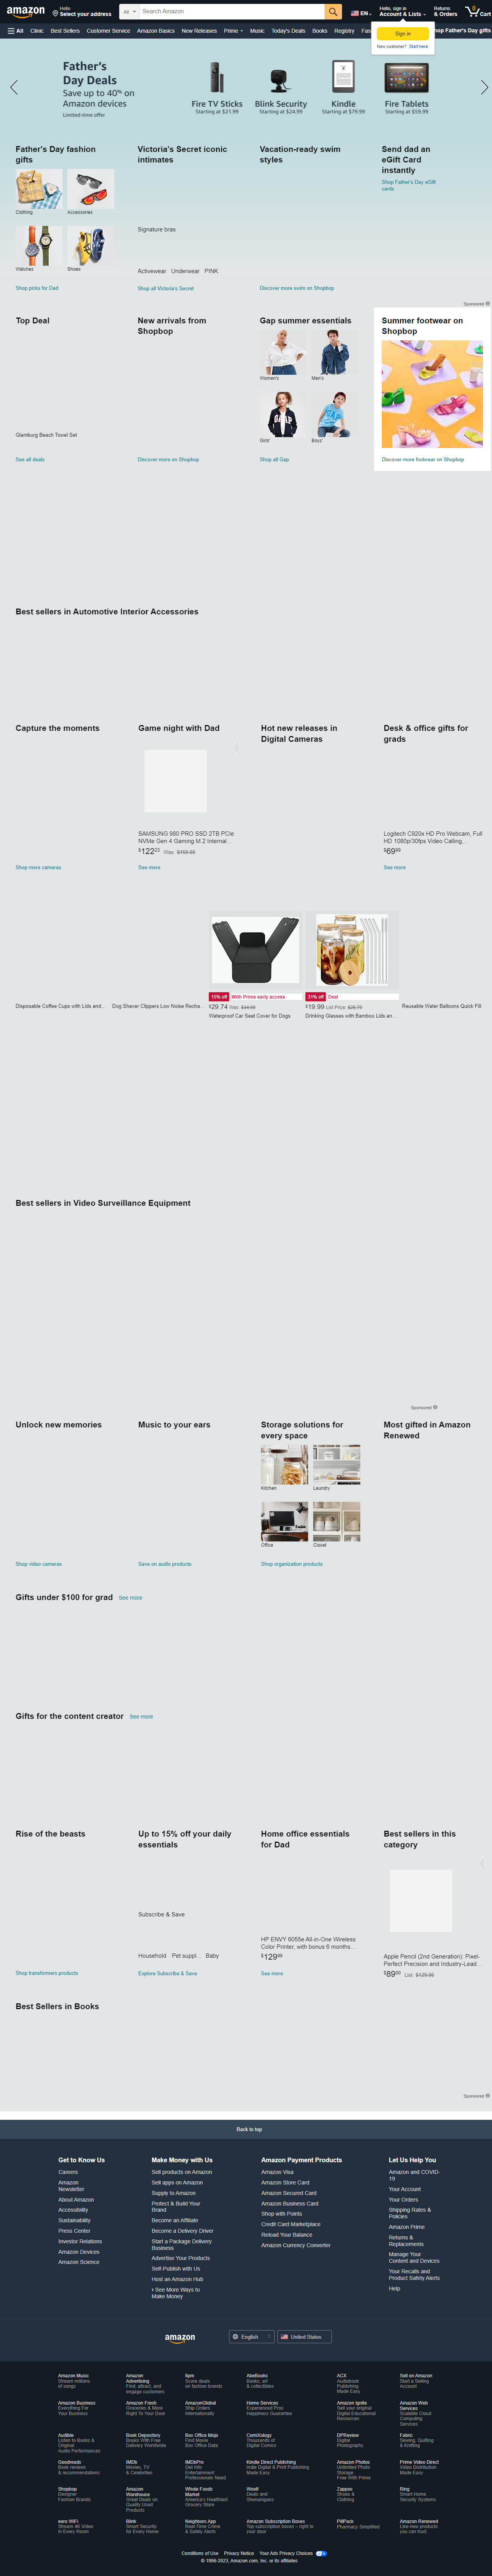 amazon
Hello
Select your address
All
Search Amazon
EN
Hello, sign in
Account & Lists
Returns
& Orders
0
Cart
All
Clinic
Best Sellers
Customer Service
Amazon Basics
New Releases
Prime
Music
Today's Deals
Books
Registry
Fas
hop Father's Day gifts
Sign in
New customer? Start here
Father's
Day Deals
Save up to 40% on
Amazon devices
Limited-time offer
Fire TV Sticks
Starting at $21.99
Blink Security
Starting at $24.99
Kindle
Starting at $79.99
Fire Tablets
Starting at $59.99
Father's Day fashion
gifts
Clothing
Accessories
Watches
Shoes
Shop picks for Dad
Victoria's Secret iconic
intimates
Signature bras
Activewear
Underwear
PINK
Shop all Victoria's Secret
Vacation-ready swim
styles
Discover more swim on Shopbop
Send dad an
eGift Card
instantly
Shop Father's Day eGift
cards
Sponsored
Top Deal
Glamburg Beach Towel Set
See all deals
New arrivals from
Shopbop
Discover more on Shopbop
Gap summer essentials
Women's
Men's
Girls'
Boys'
Shop all Gap
Summer footwear on
Shopbop
Discover more footwear on Shopbop
Best sellers in Automotive Interior Accessories
Capture the moments
Shop more cameras
Game night with Dad
SAMSUNG 980 PRO SSD 2TB PCIe
NVMe Gen 4 Gaming M.2 Internal…
$122 23
Was:
See more
Hot new releases in
Digital Cameras
Desk & office gifts for
grads
Logitech C920x HD Pro Webcam, Full
HD 1080p/30fps Video Calling,…
$69 99
See more
Disposable Coffee Cups with Lids and…
Dog Shaver Clippers Low Noise Recha…
15% off
With Prime early access
$29.74 Was: $34.99
Waterproof Car Seat Cover for Dogs
31% off
Deal
$19.99 List Price:
Drinking Glasses with Bamboo Lids an…
Reusable Water Balloons Quick Fill
Best sellers in Video Surveillance Equipment
Sponsored
Unlock new memories
Shop video cameras
Music to your ears
Save on audio products
Storage solutions for
every space
Kitchen
Laundry
Office
Closet
Shop organization products
Most gifted in Amazon
Renewed
Gifts under $100 for grad
See more
Gifts for the content creator
See more
Rise of the beasts
Shop transformers products
Up to 15% off your daily
essentials
Subscribe & Save
Household
Pet suppl…
Baby
Explore Subscribe & Save
Home office essentials
for Dad
HP ENVY 6055e All-in-One Wireless
Color Printer, with bonus 6 months…
$129 99
See more
Best sellers in this
category
Apple Pencil (2nd Generation): Pixel-
Perfect Precision and Industry-Lead…
$89 00
List: $129.00
Best Sellers in Books
Sponsored
Back to top
Get to Know Us
Careers
Amazon
Newsletter
About Amazon
Accessibility
Sustainability
Press Center
Investor Relations
Amazon Devices
Amazon Science
Make Money with Us
Sell products on Amazon
Sell apps on Amazon
Supply to Amazon
Protect & Build Your
Brand
Become an Affiliate
Become a Delivery Driver
Start a Package Delivery
Business
Advertise Your Products
Self-Publish with Us
Host an Amazon Hub
› See More Ways to
Make Money
Amazon Payment Products
Amazon Visa
Amazon Store Card
Amazon Secured Card
Amazon Business Card
Shop with Points
Credit Card Marketplace
Reload Your Balance
Amazon Currency Converter
Let Us Help You
Amazon and COVID-
19
Your Account
Your Orders
Shipping Rates &
Policies
Amazon Prime
Returns &
Replacements
Manage Your
Content and Devices
Your Recalls and
Product Safety Alerts
Help
amazon
English
United States
Amazon Music
Stream millions
of songs
Amazon
Advertising
Find, attract, and
engage customers
6pm
Score deals
on fashion brands
AbeBooks
Books, art
& collectibles
ACX
Audiobook
Publishing
Made Easy
Sell on Amazon
Start a Selling
Account
Amazon Business
Everything For
Your Business
Amazon Fresh
Groceries & More
Right To Your Door
AmazonGlobal
Ship Orders
Internationally
Home Services
Experienced Pros
Happiness Guarantee
Amazon Ignite
Sell your original
Digital Educational
Resources
Amazon Web
Services
Scalable Cloud
Computing
Services
Audible
Listen to Books &
Original
Audio Performances
Book Depository
Books With Free
Delivery Worldwide
Box Office Mojo
Find Movie
Box Office Data
ComiXology
Thousands of
Digital Comics
DPReview
Digital
Photography
Fabric
Sewing, Quilting
& Knitting
Goodreads
Book reviews
& recommendations
IMDb
Movies, TV
& Celebrities
IMDbPro
Get Info
Entertainment
Professionals Need
Kindle Direct Publishing
Indie Digital & Print Publishing
Made Easy
Amazon Photos
Unlimited Photo
Storage
Free With Prime
Prime Video Direct
Video Distribution
Made Easy
Shopbop
Designer
Fashion Brands
Amazon
Warehouse
Great Deals on
Quality Used
Products
Whole Foods
Market
America's Healthiest
Grocery Store
Woot!
Deals and
Shenanigans
Zappos
Shoes &
Clothing
Ring
Smart Home
Security Systems
eero WiFi
Stream 4K Video
in Every Room
Blink
Smart Security
for Every Home
Neighbors App
Real-Time Crime
& Safety Alerts
Amazon Subscription Boxes
Top subscription boxes – right to
your door
PillPack
Pharmacy Simplified
Amazon Renewed
Like-new products
you can trust
Conditions of Use
Privacy Notice
Your Ads Privacy Choices
© 1996-2023, Amazon.com, Inc. or its affiliates